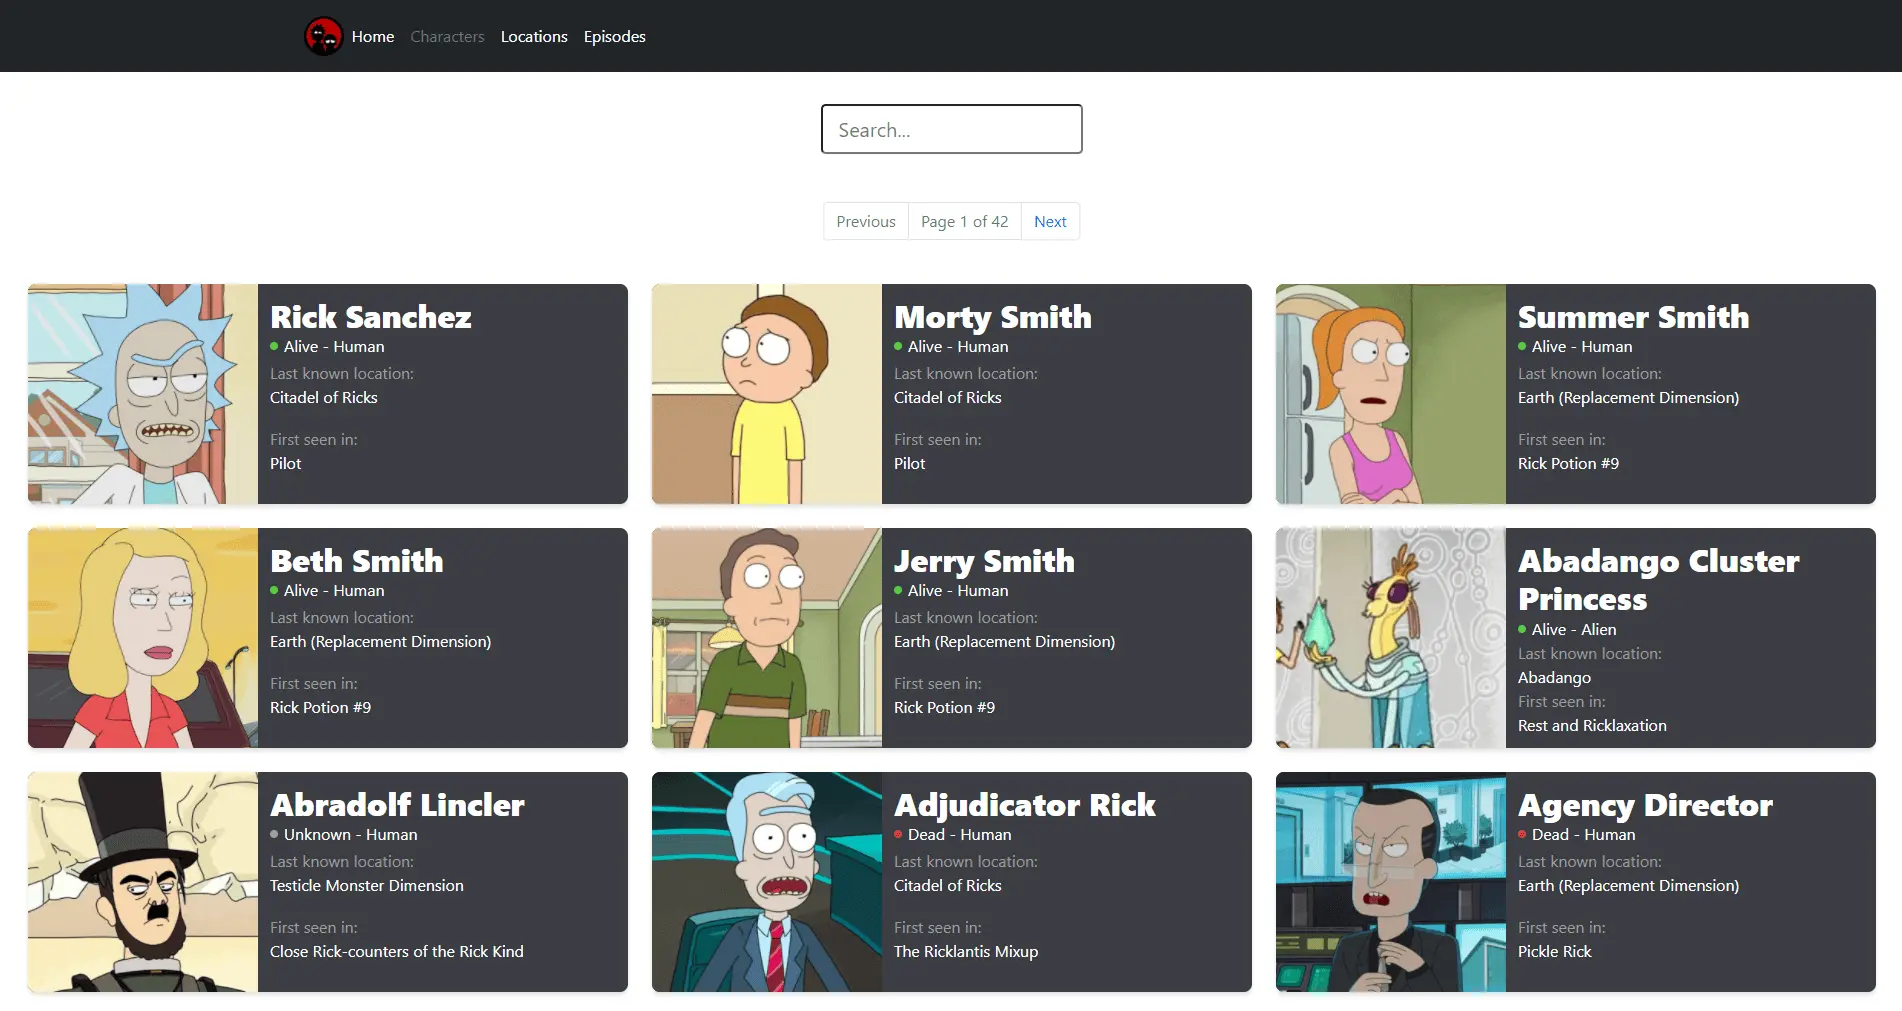 Home Characters Locations Episodes
Search...
Previous Page 1 of 42 Next
Rick Sanchez
Alive - Human
Last known location:
Citadel of Ricks
First seen in:
Pilot
Morty Smith
Alive - Human
Last known location:
Citadel of Ricks
First seen in:
Pilot
Summer Smith
Alive - Human
Last known location:
Earth (Replacement Dimension)
First seen in:
Rick Potion #9
Beth Smith
Alive - Human
Last known location:
Earth (Replacement Dimension)
First seen in:
Rick Potion #9
Jerry Smith
Alive - Human
Last known location:
Earth (Replacement Dimension)
First seen in:
Rick Potion #9
Abadango Cluster
Princess
Alive - Alien
Last known location:
Abadango
First seen in:
Rest and Ricklaxation
Abradolf Lincler
Unknown - Human
Last known location:
Testicle Monster Dimension
First seen in:
Close Rick-counters of the Rick Kind
Adjudicator Rick
Dead - Human
Last known location:
Citadel of Ricks
First seen in:
The Ricklantis Mixup
Agency Director
Dead - Human
Last known location:
Earth (Replacement Dimension)
First seen in:
Pickle Rick